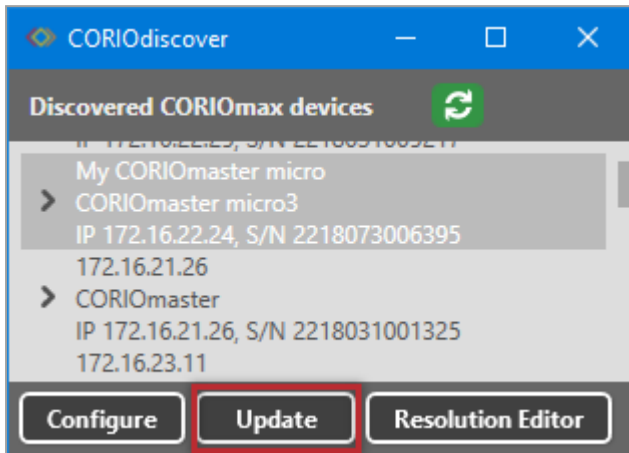 CORIOdiscover
Discovered CORIOmax devices
My CORIOmaster micro
CORIOmaster micro3
IP 172.16.22.24, S/N 2218073006395
172.16.21.26
CORIOmaster
IP 172.16.21.26, S/N 2218031001325
172.16.23.11
Configure Update Resolution Editor